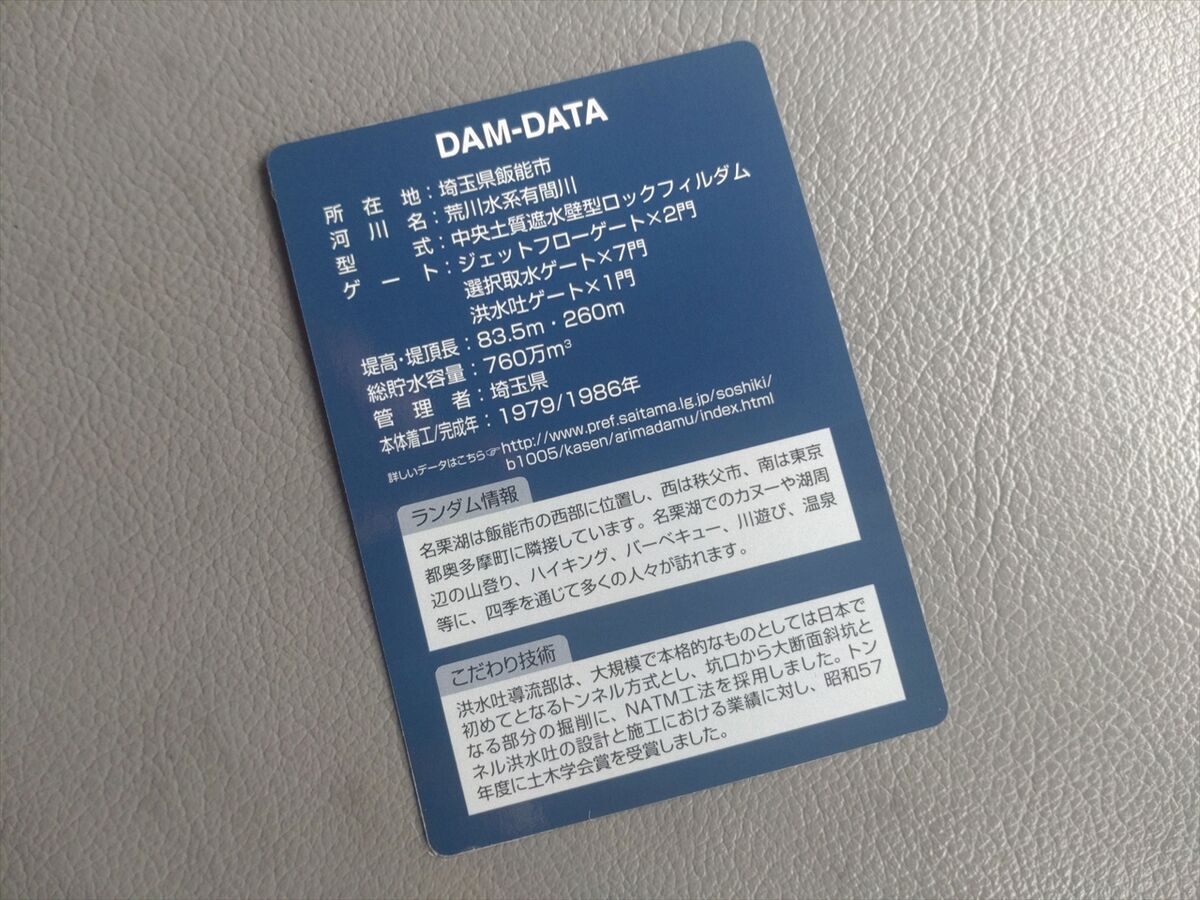 DAM-DATA
所在地：埼玉県飯能市
河川名：荒川水系有間川
型式：中央土質遮水壁型ロックフィルダム
ゲート：ジェットフローゲート×2門
選択取水ゲート×7門
洪水吐ゲート×1門
堤高・堤頂長：83.5m・260m
総貯水容量：760万m³
管理者：埼玉県
本体着工/完成年：1979/1986年
詳しいデータはこちら☞http://www.pref.saitama.lg.jp/soshiki/
b1005/kasen/arimadamu/index.html
ランダム情報
名栗湖は飯能市の西部に位置し、西は秩父市、南は東京
都奥多摩町に隣接しています。名栗湖でのカヌーや湖周
辺の山登り、ハイキング、バーベキュー、川遊び、温泉
等に、四季を通じて多くの人々が訪れます。
こだわり技術
洪水吐導流部は、大規模で本格的なものとしては日本で
初めてとなるトンネル方式とし、坑口から大断面斜坑と
なる部分の掘削に、NATM工法を採用しました。トン
ネル洪水吐の設計と施工における業績に対し、昭和57
年度に土木学会賞を受賞しました。